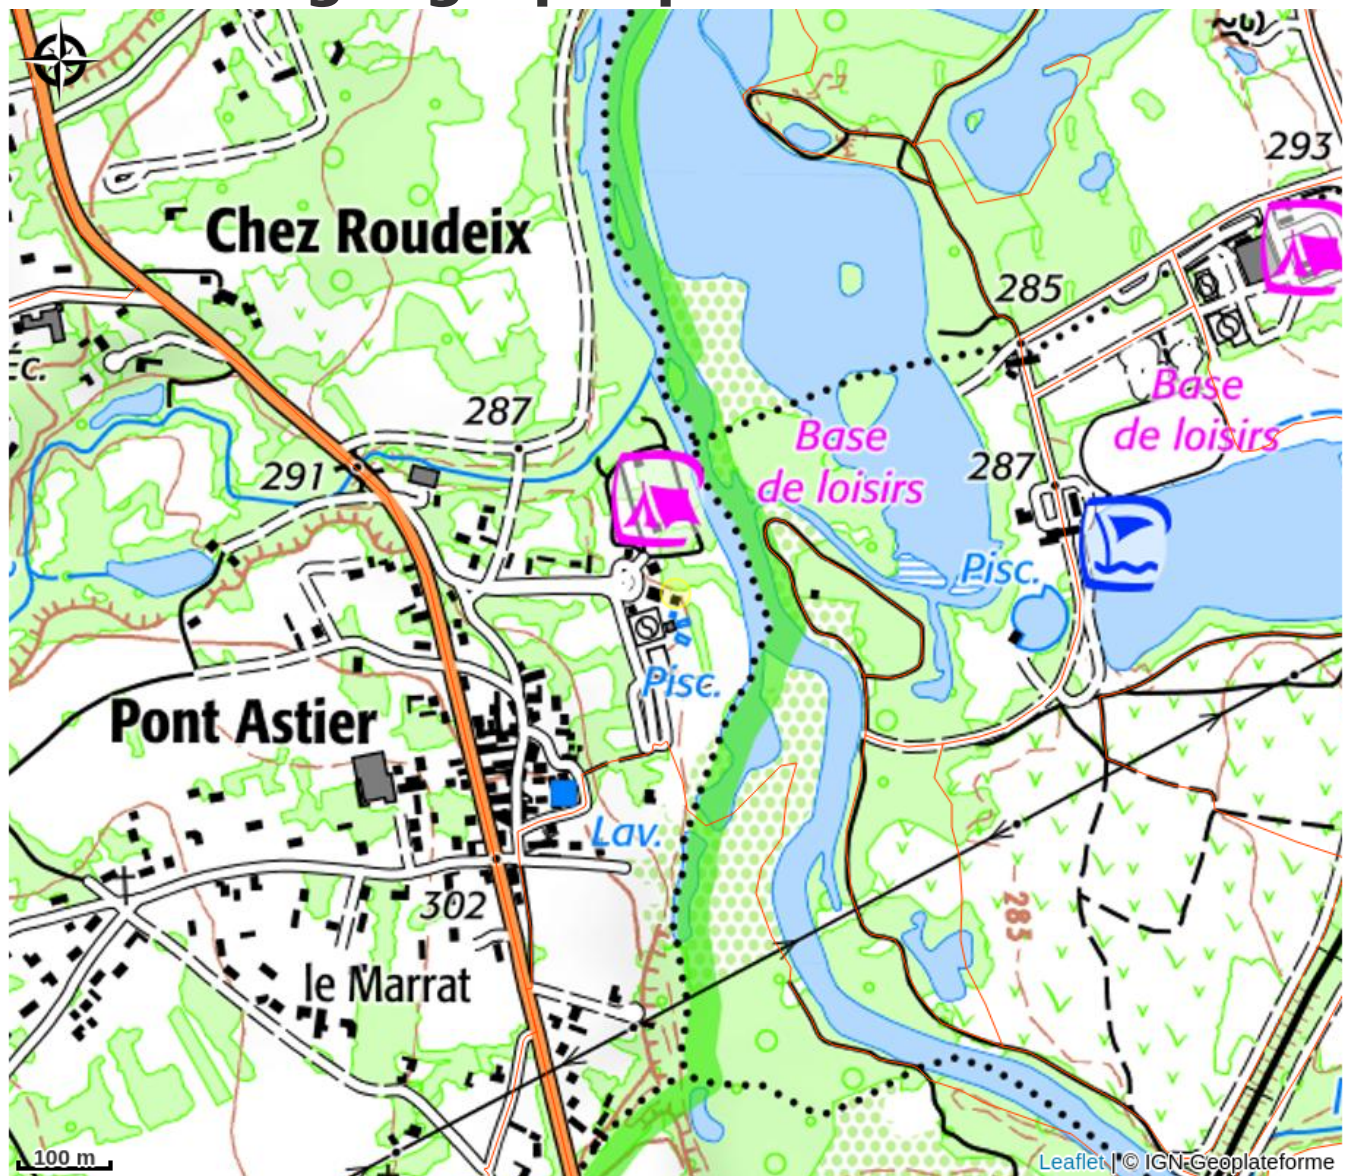 293
Chez Roudeix
285
Base
de loisirs
287
Base
de loisirs
291
287
Pisc.
Pisc.
Pont Astier
Lav.
302
283
le Marrat
100 m
Leaflet | © IGN-Geoplateforme